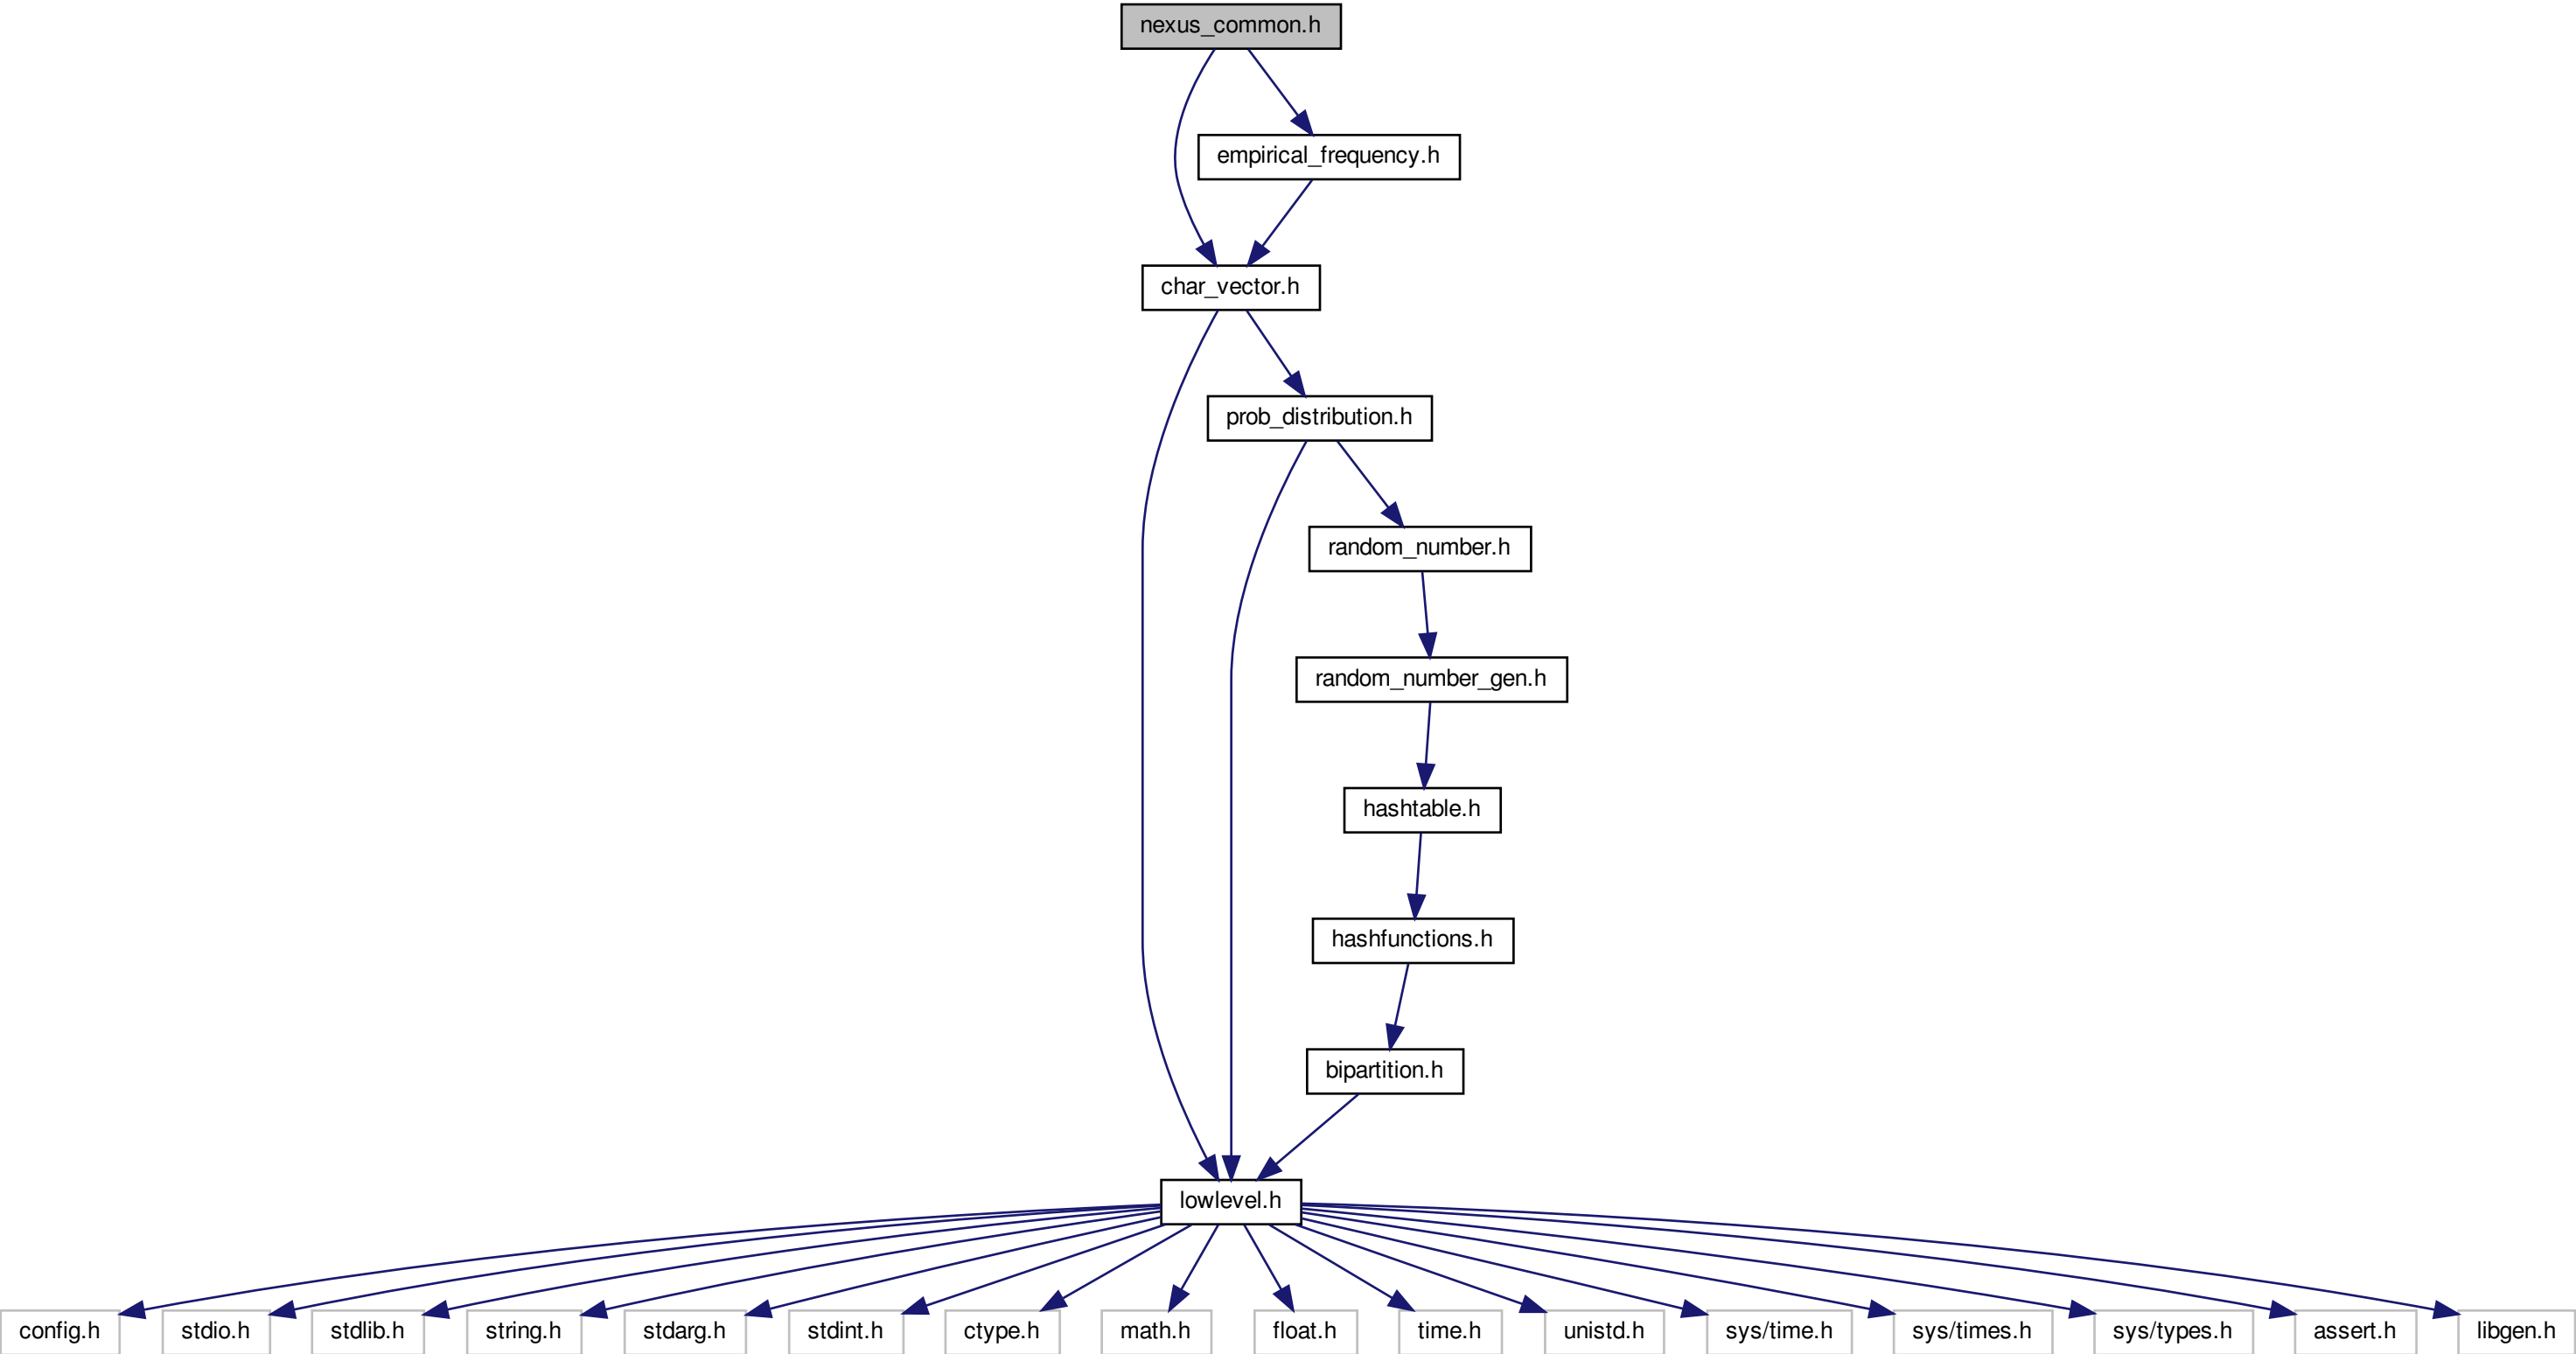 nexus_common.h
empirical_frequency.h
char_vector.h
prob_distribution.h
random_number.h
random_number_gen.h
hashtable.h
hashfunctions.h
bipartition.h
lowlevel.h
config.h
stdio.h
stdlib.h
string.h
stdarg.h
stdint.h
ctype.h
math.h
float.h
time.h
unistd.h
sys/time.h
sys/times.h
sys/types.h
assert.h
libgen.h